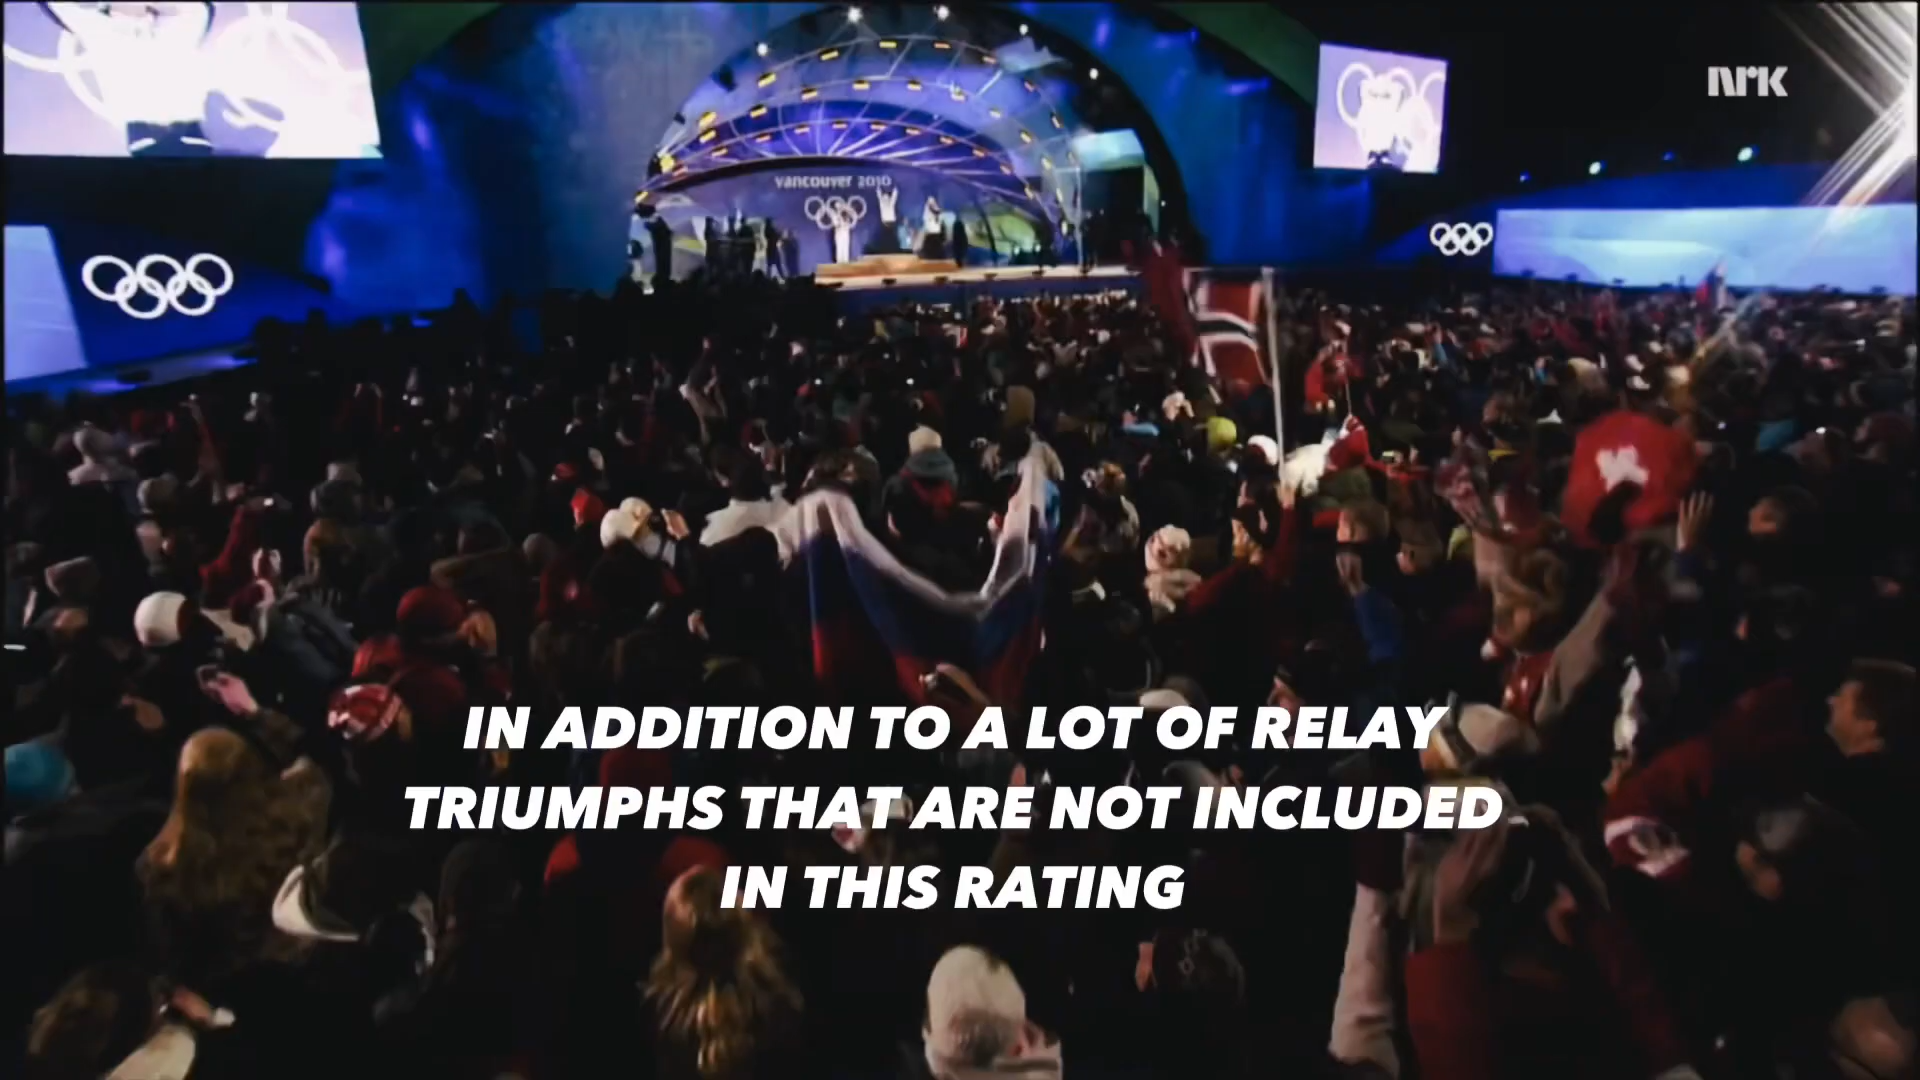 nrk
vancouver 2010
IN ADDITION TO A LOT OF RELAY
TRIUMPHS THAT ARE NOT INCLUDED
IN THIS RATING